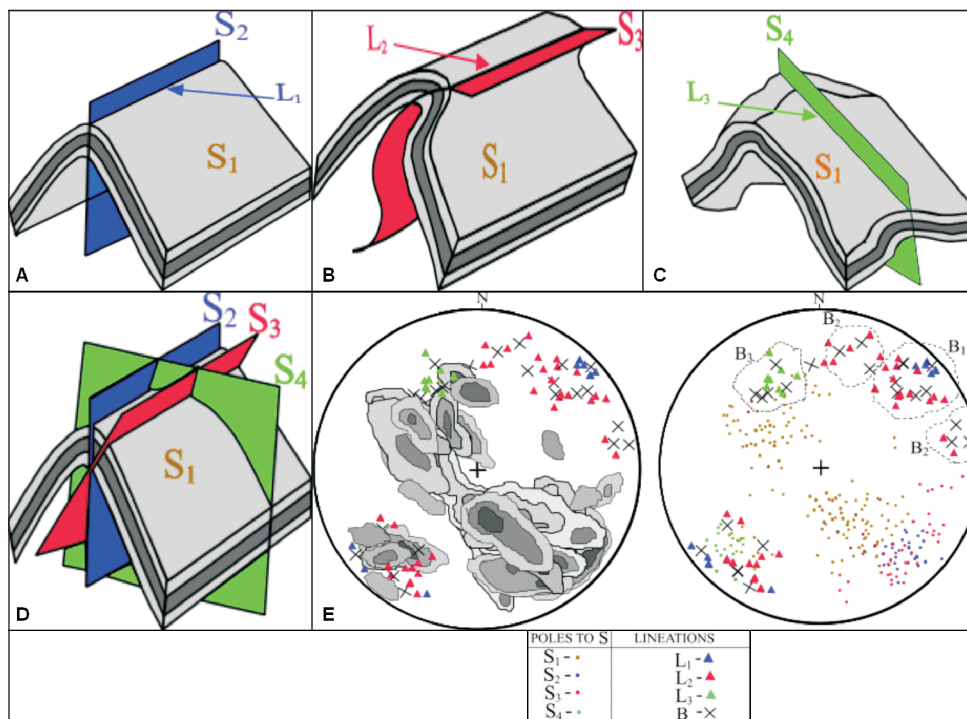 S2
L1
S1
A
L2
S3
S1
B
S4
L3
S1
C
S2
S3
S4
S1
D
N
E
N
B2
B1
B3
B2
POLES TO S LINEATIONS
S1 - L1 -
S2 - L2 -
S3 - L3 -
S4 - B -